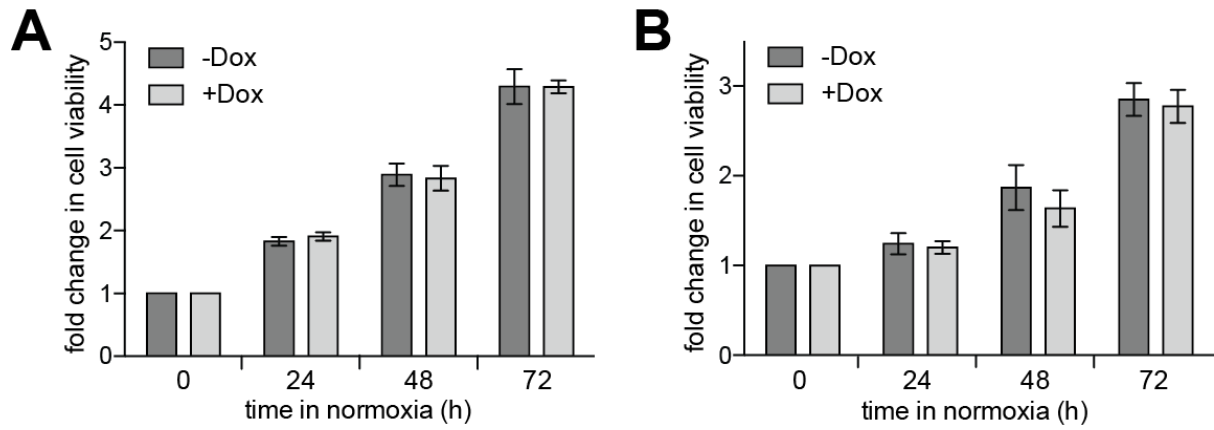 A
fold change in cell viability
5
4
3
2
1
0
-Dox
+Dox
0 24 48 72
time in normoxia (h)
B
fold change in cell viability
3
2
1
0
-Dox
+Dox
0 24 48 72
time in normoxia (h)